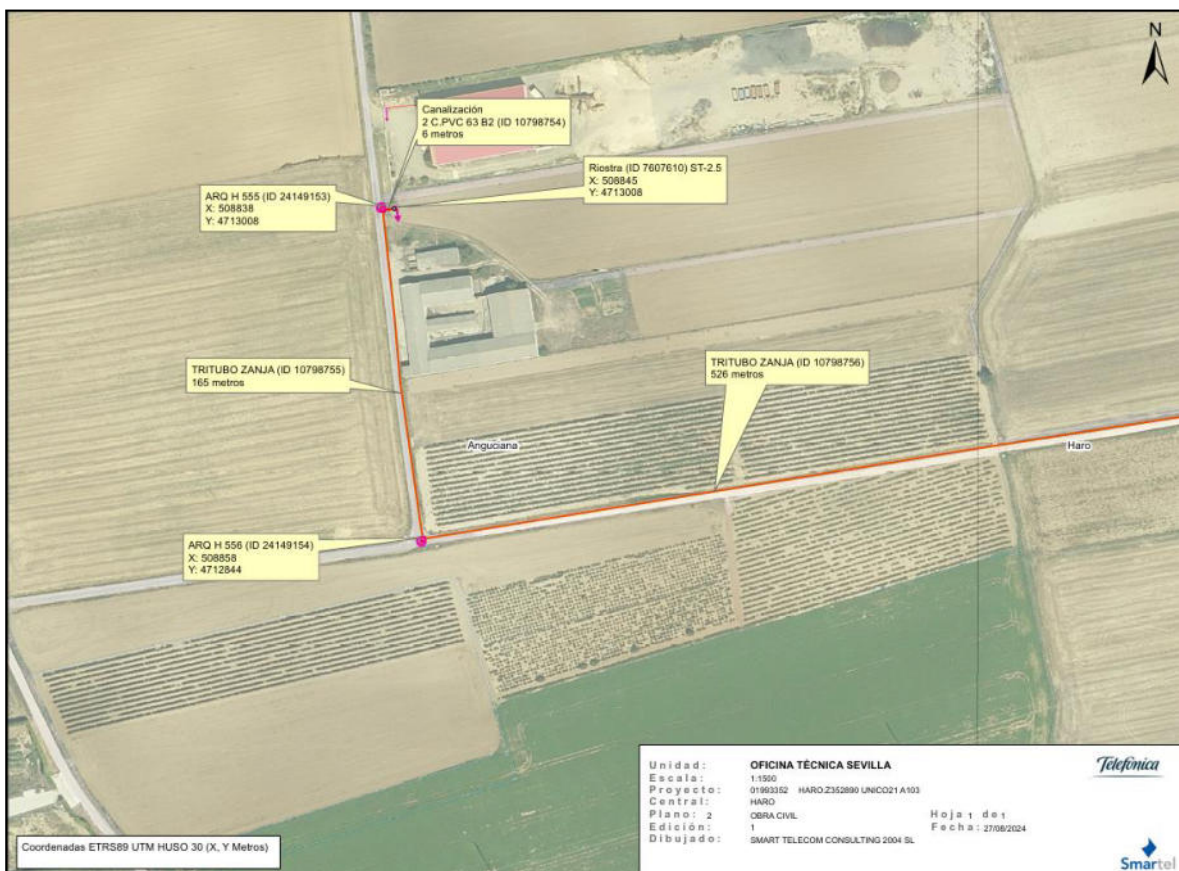 N
Canalización
2 C.PVC 63 B2 (ID 10798754)
6 metros
Riostra (ID 7607610) ST-2.5
X: 508845
Y: 4713008
ARQ H 555 (ID 24149153)
X: 508838
Y: 4713008
TRITUBO ZANJA (ID 10798755)
165 metros
TRITUBO ZANJA (ID 10798756)
526 metros
Anguciana
Haro
ARQ H 556 (ID 24149154)
X: 508858
Y: 4712844
Unidad: OFICINA TÉCNICA SEVILLA
Escala: 1:1500
Proyecto: 01993352 HARO.Z352890 UNICO21 A103
Central: HARO
Plano: 2 OBRA CIVIL Hoja 1 de 1
Edición: 1 Fecha: 27/08/2024
Dibujado: SMART TELECOM CONSULTING 2004 SL
Telefónica
Smartel
Coordenadas ETRS89 UTM HUSO 30 (X, Y Metros)